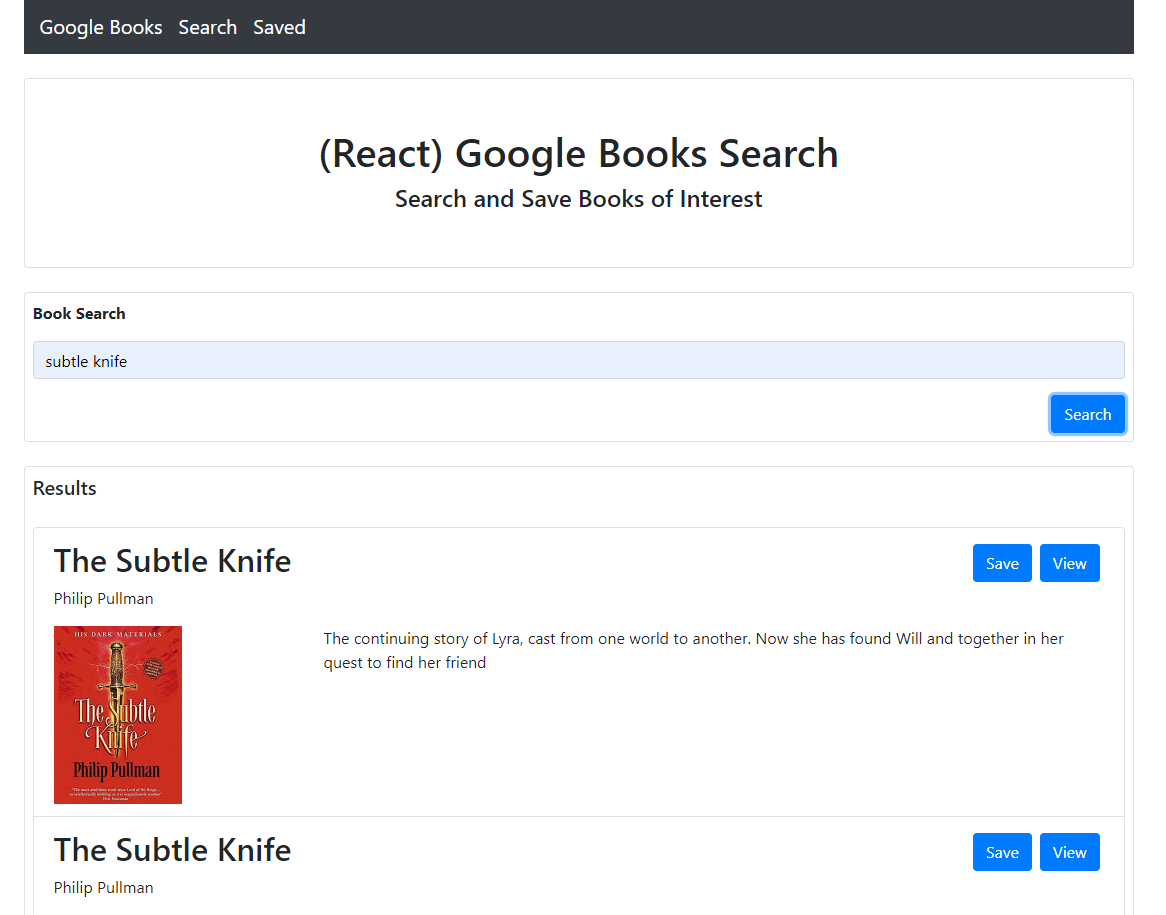 Google Books Search Saved
(React) Google Books Search
Search and Save Books of Interest
Book Search
subtle knife
Search
Results
The Subtle Knife
Save View
Philip Pullman
HIS DARK MATERIALS
The Subtle
Knife
Philip Pullman
The continuing story of Lyra, cast from one world to another. Now she has found Will and together in her
quest to find her friend
The Subtle Knife
Save View
Philip Pullman